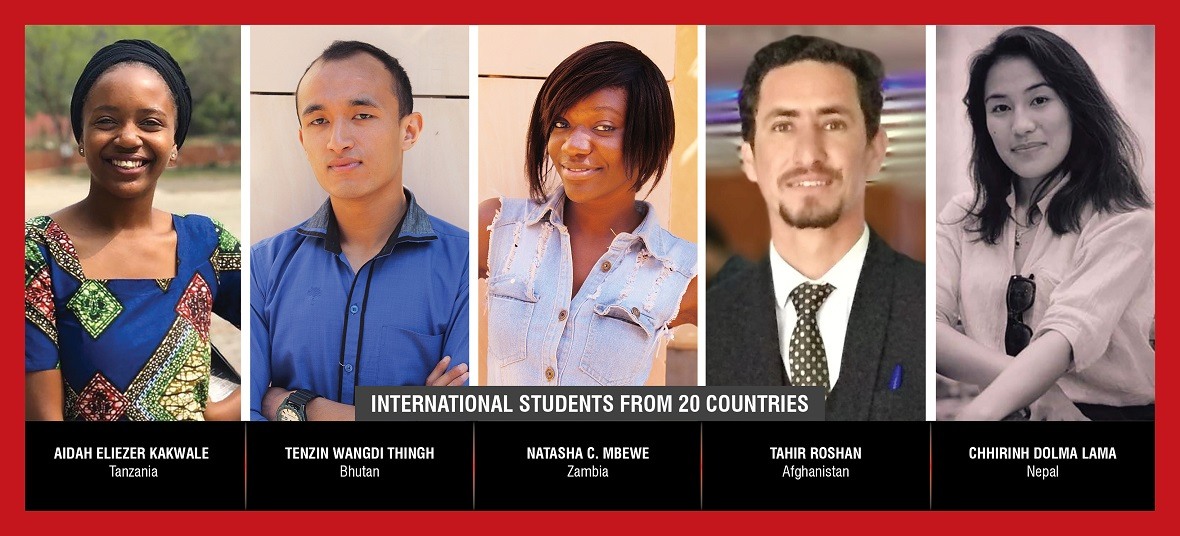 INTERNATIONAL STUDENTS FROM 20 COUNTRIES
AIDAH ELIEZER KAKWALE
Tanzania
TENZIN WANGDI THINGH
Bhutan
NATASHA C. MBEWE
Zambia
TAHIR ROSHAN
Afghanistan
CHHIRINH DOLMA LAMA
Nepal